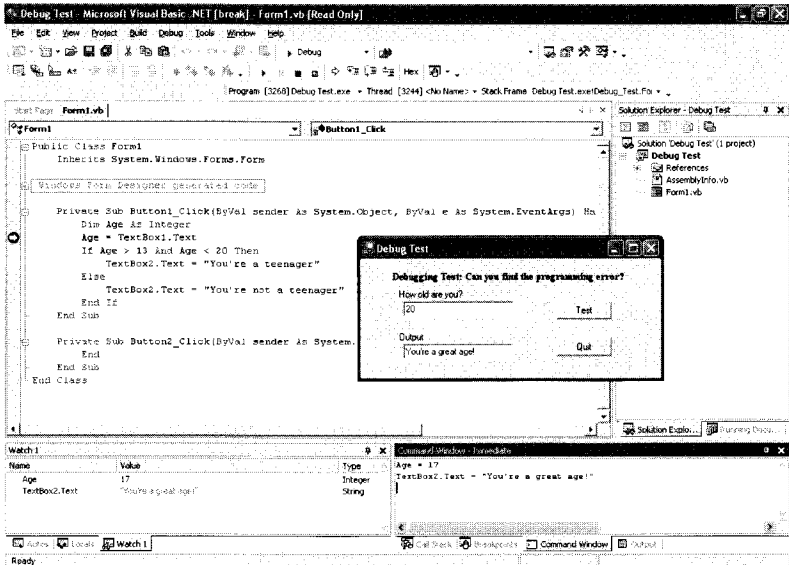 Debug Test - Microsoft Visual Basic .NET [break] - Form1.vb [Read Only]
File Edit View Project Build Debug Tools Window Help
Debug
Hex
Program [3268] Debug Test.exe Thread [3244] <No Name> Stack Frame Debug Test.exe!Debug_Test.For
Start Page Form1.vb
Form1 Button1_Click
Public Class Form1
Inherits System.Windows.Forms.Form
Windows Form Designer generated code
Private Sub Button1_Click(ByVal sender As System.Object, ByVal e As System.EventArgs) Ha
Dim Age As Integer
Age = TextBox1.Text
If Age > 13 And Age < 20 Then
TextBox2.Text = "You're a teenager"
Else
TextBox2.Text = "You're not a teenager"
End If
End Sub
Private Sub Button2_Click(ByVal sender As System.
End
End Sub
End Class
Debug Test
Debugging Test: Can you find the programming error?
How old are you?
20
Test
Output
You're a great age!
Quit
Solution Explorer - Debug Test
Solution 'Debug Test' (1 project)
Debug Test
References
AssemblyInfo.vb
Form1.vb
Solution Explo... Running Docu...
Watch 1
Name Value Type
Age 17 Integer
TextBox2.Text "You're a great age!" String
Autos Locals Watch 1
Command Window - Immediate
Age = 17
TextBox2.Text = "You're a great age!"
Call Stack Breakpoints Command Window Output
Ready